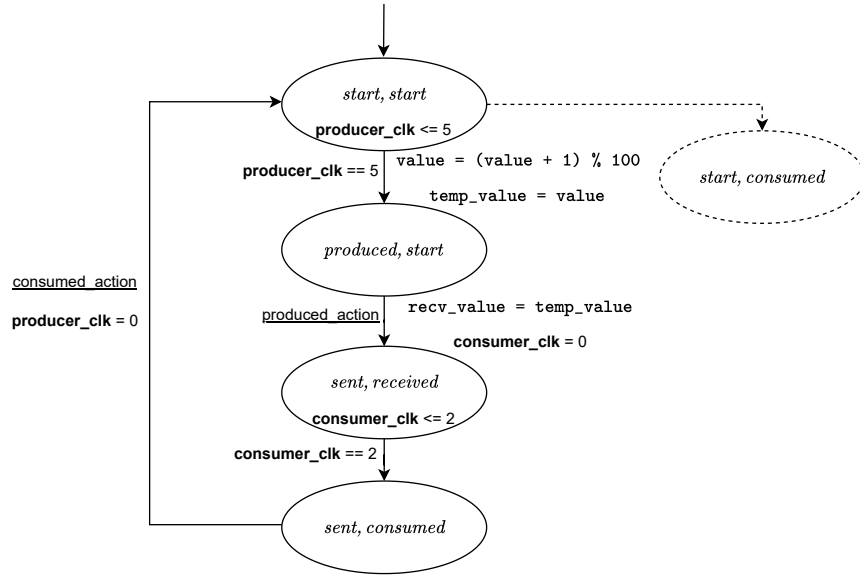 start, start
producer_clk <= 5
producer_clk == 5
value = (value + 1) % 100
temp_value = value
start, consumed
produced, start
consumed_action
producer_clk = 0
produced_action
recv_value = temp_value
consumer_clk = 0
sent, received
consumer_clk <= 2
consumer_clk == 2
sent, consumed